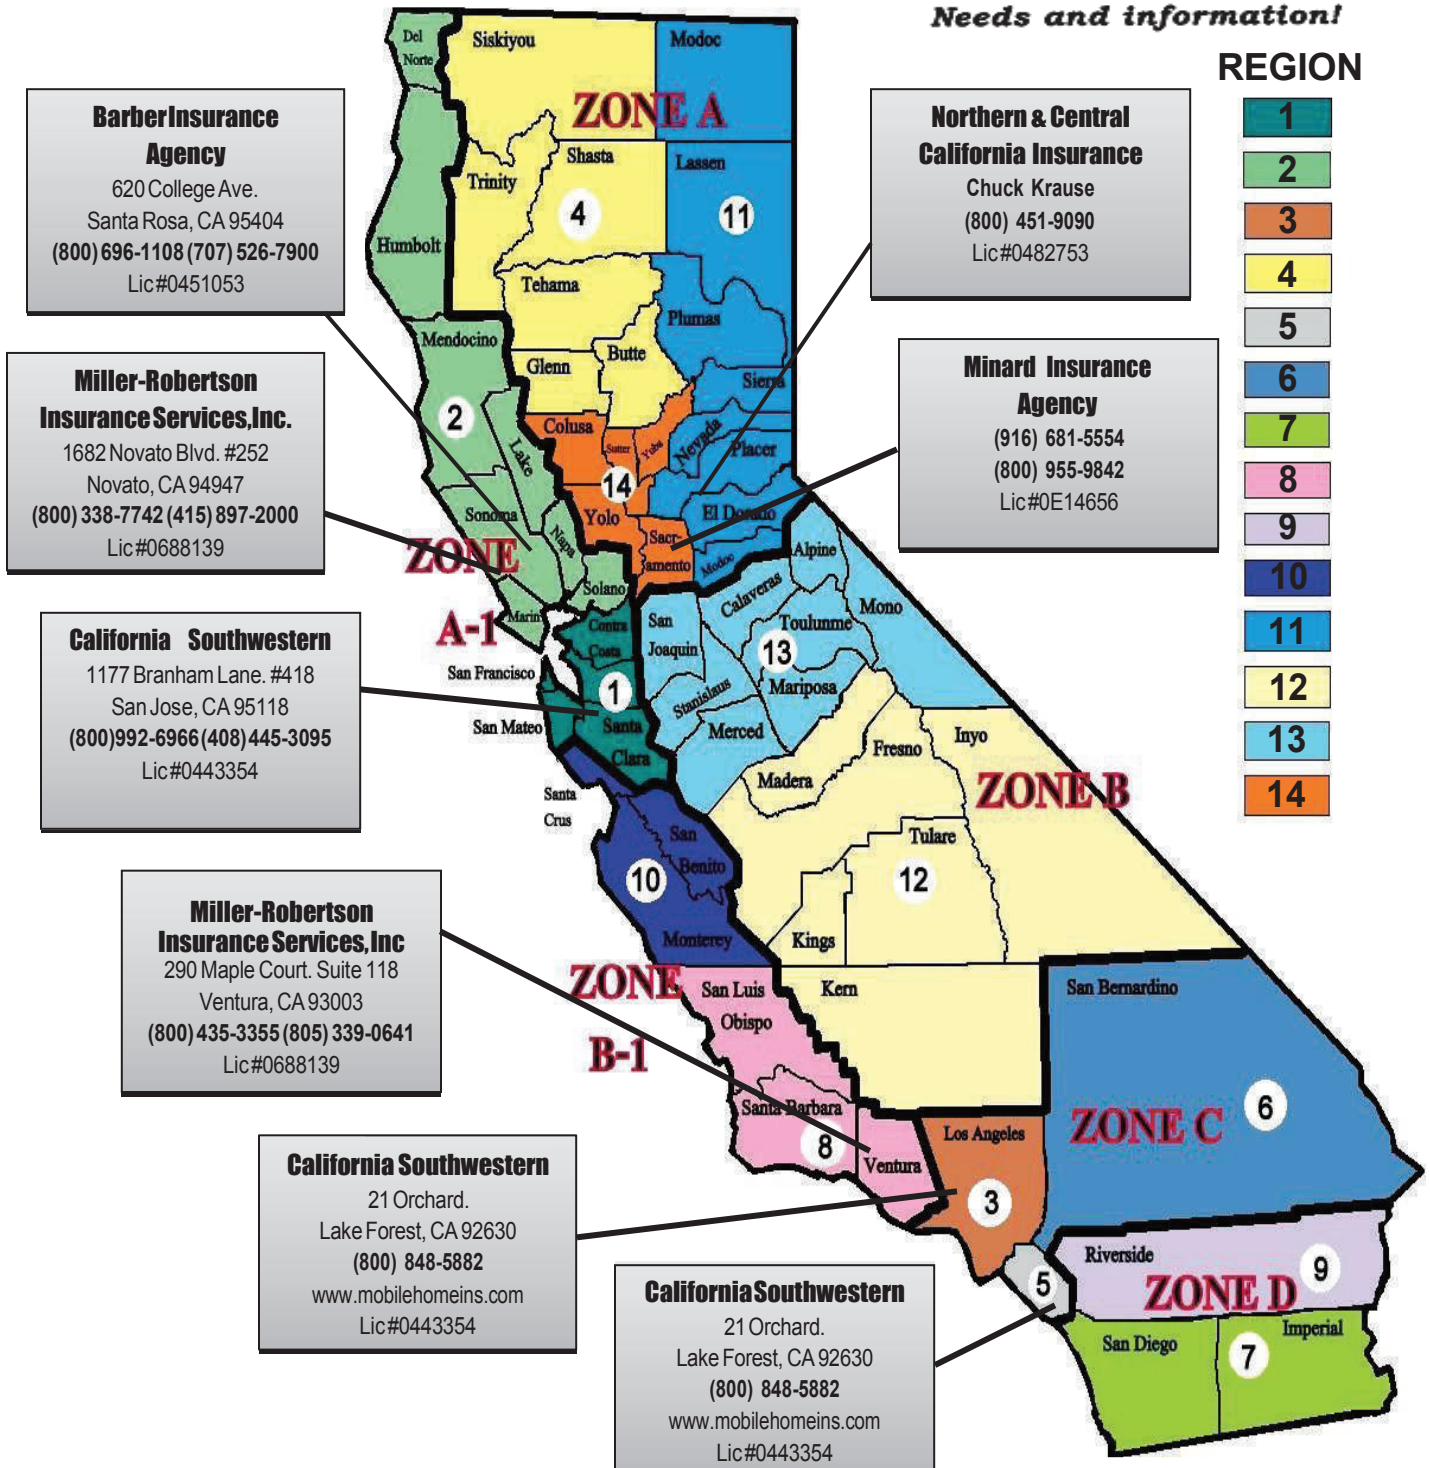 Needs and information!
REGION
1
2
3
4
5
6
7
8
9
10
11
12
13
14
Barber Insurance
Agency
620 College Ave.
Santa Rosa, CA 95404
(800) 696-1108 (707) 526-7900
Lic#0451053
Miller-Robertson
Insurance Services,Inc.
1682 Novato Blvd. #252
Novato, CA 94947
(800) 338-7742 (415) 897-2000
Lic#0688139
California Southwestern
1177 Branham Lane. #418
San Jose, CA 95118
(800)992-6966(408)445-3095
Lic#0443354
Miller-Robertson
Insurance Services,Inc
290 Maple Court. Suite 118
Ventura, CA 93003
(800) 435-3355 (805) 339-0641
Lic#0688139
California Southwestern
21 Orchard.
Lake Forest, CA 92630
(800) 848-5882
www.mobilehomeins.com
Lic#0443354
California Southwestern
21 Orchard.
Lake Forest, CA 92630
(800) 848-5882
www.mobilehomeins.com
Lic#0443354
Northern & Central
California Insurance
Chuck Krause
(800) 451-9090
Lic#0482753
Minard Insurance
Agency
(916) 681-5554
(800) 955-9842
Lic#0E14656
Del
Norte
Siskiyou
Modoc
ZONE A
Shasta
Lassen
Trinity
4
11
Humbolt
Tehama
Plumas
Mendocino
Butte
Glenn
Sierra
2
Colusa
Sutter
Yuba
Nevada
Placer
Lake
14
Yolo
El Dorado
Sonoma
Napa
Sacr-
amento
Modoc
Alpine
ZONE
A-1
Solano
Marin
Calaveras
Mono
Contra
Costa
San
Joaquin
Toulunme
13
San Francisco
1
Stanislaus
Mariposa
San Mateo
Santa
Clara
Merced
Fresno
Inyo
Madera
ZONE B
Santa
Crus
San
Benito
Tulare
10
12
Monterey
Kings
ZONE
B-1
San Luis
Obispo
Kern
San Bernardino
Santa Barbara
8
Ventura
Los Angeles
ZONE C
6
3
5
Riverside
9
ZONE D
San Diego
Imperial
7